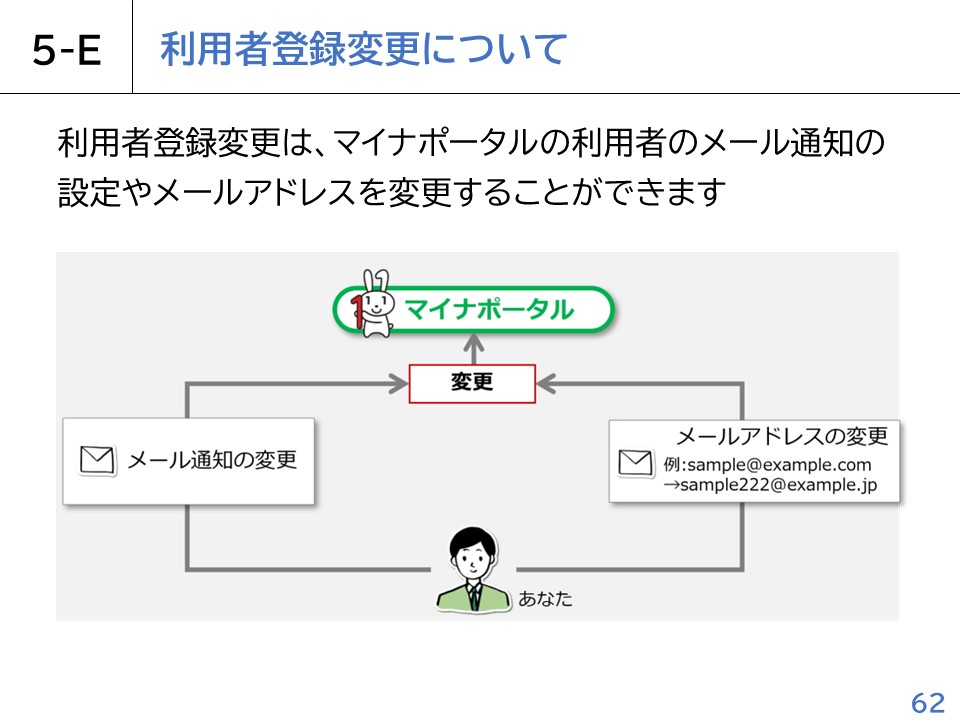 5-E
利用者登録変更について
利用者登録変更は、マイナポータルの利用者のメール通知の
設定やメールアドレスを変更することができます
マイナポータル
変更
メール通知の変更
メールアドレスの変更
例:sample@example.com
→sample222@example.jp
あなた
62